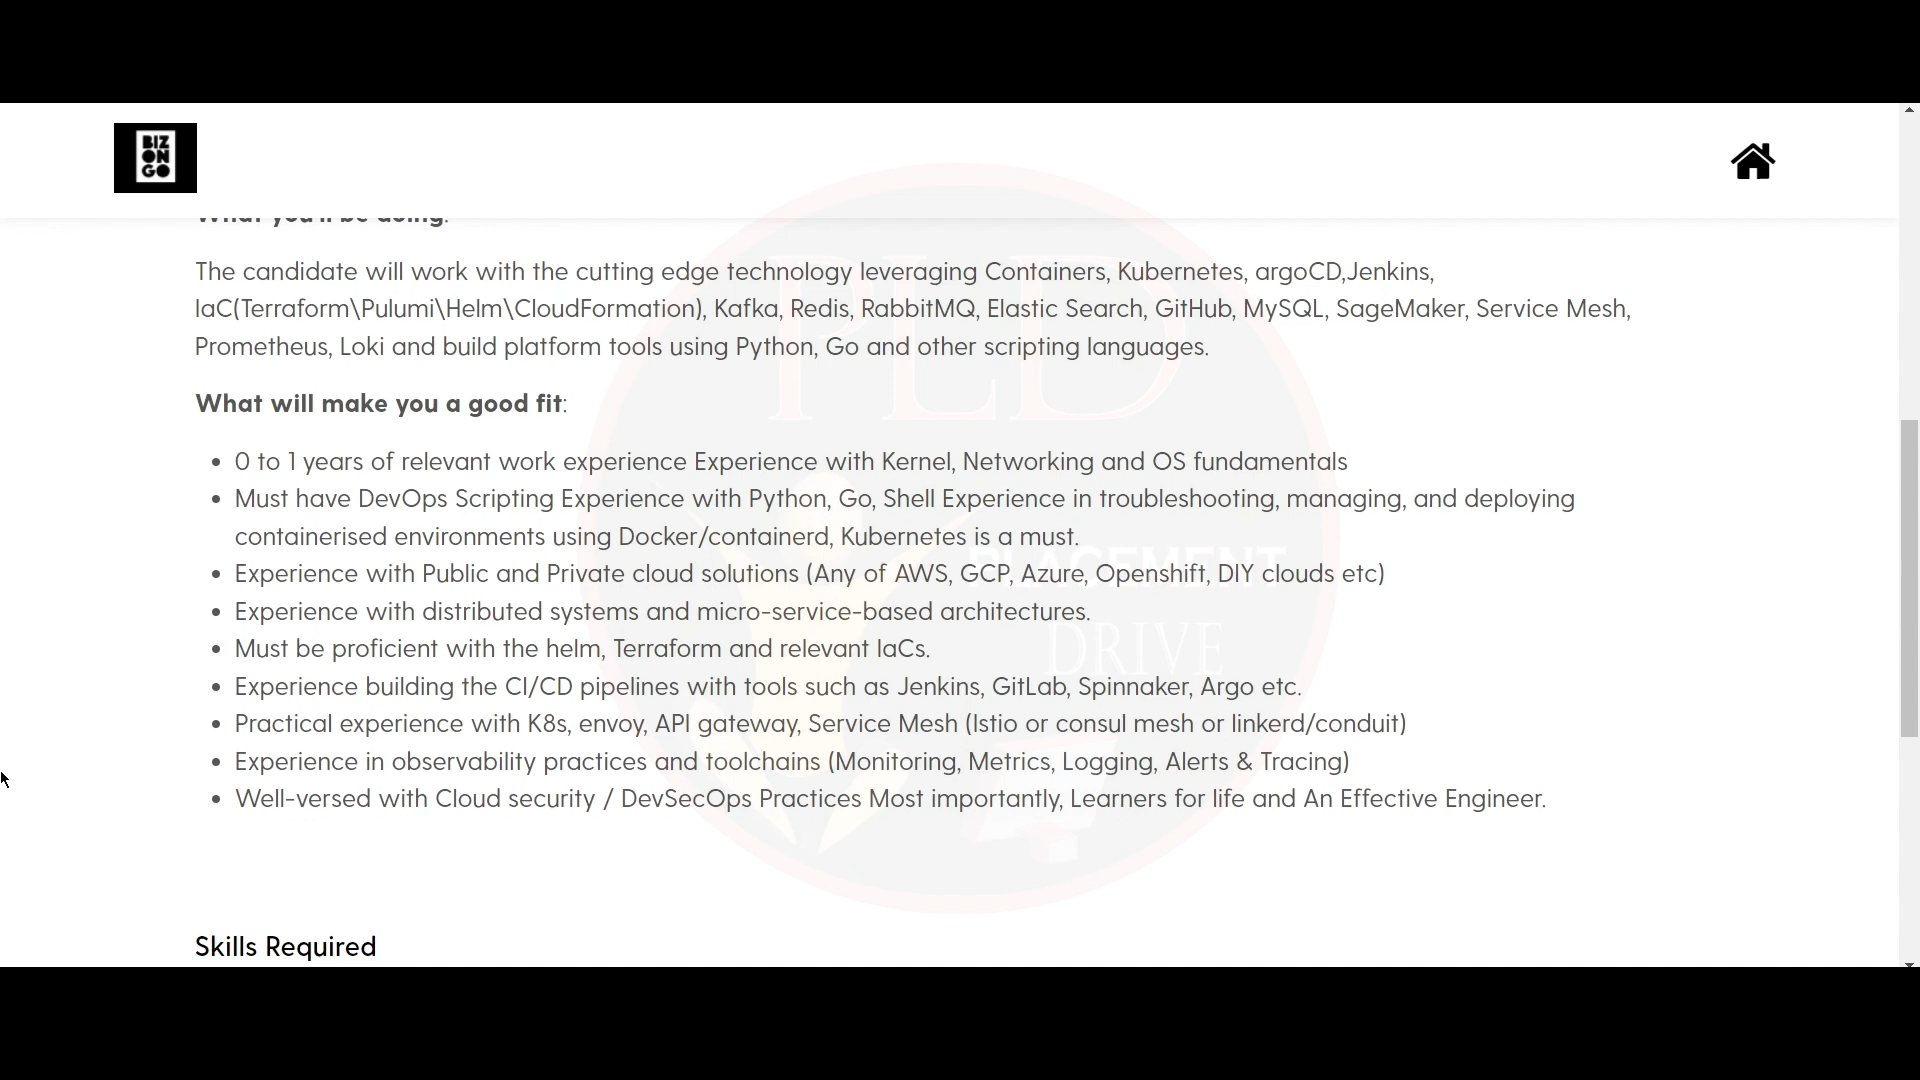 BIZ
ON
GO
What you'll be doing:
The candidate will work with the cutting edge technology leveraging Containers, Kubernetes, argoCD,Jenkins,
IaC(Terraform\Pulumi\Helm\CloudFormation), Kafka, Redis, RabbitMQ, Elastic Search, GitHub, MySQL, SageMaker, Service Mesh,
Prometheus, Loki and build platform tools using Python, Go and other scripting languages.
PLD
What will make you a good fit:
• 0 to 1 years of relevant work experience Experience with Kernel, Networking and OS fundamentals
• Must have DevOps Scripting Experience with Python, Go, Shell Experience in troubleshooting, managing, and deploying
containerised environments using Docker/containerd, Kubernetes is a must.
PLACEMENT
• Experience with Public and Private cloud solutions (Any of AWS, GCP, Azure, Openshift, DIY clouds etc)
• Experience with distributed systems and micro-service-based architectures.
DRIVE
• Must be proficient with the helm, Terraform and relevant IaCs.
• Experience building the CI/CD pipelines with tools such as Jenkins, GitLab, Spinnaker, Argo etc.
• Practical experience with K8s, envoy, API gateway, Service Mesh (Istio or consul mesh or linkerd/conduit)
• Experience in observability practices and toolchains (Monitoring, Metrics, Logging, Alerts & Tracing)
• Well-versed with Cloud security / DevSecOps Practices Most importantly, Learners for life and An Effective Engineer.
Skills Required